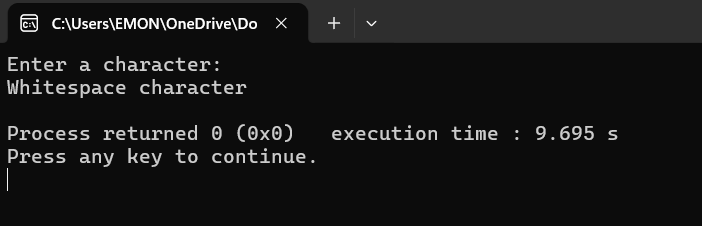 C:\Users\EMON\OneDrive\Do
Enter a character:
Whitespace character
Process returned 0 (0x0)   execution time : 9.695 s
Press any key to continue.